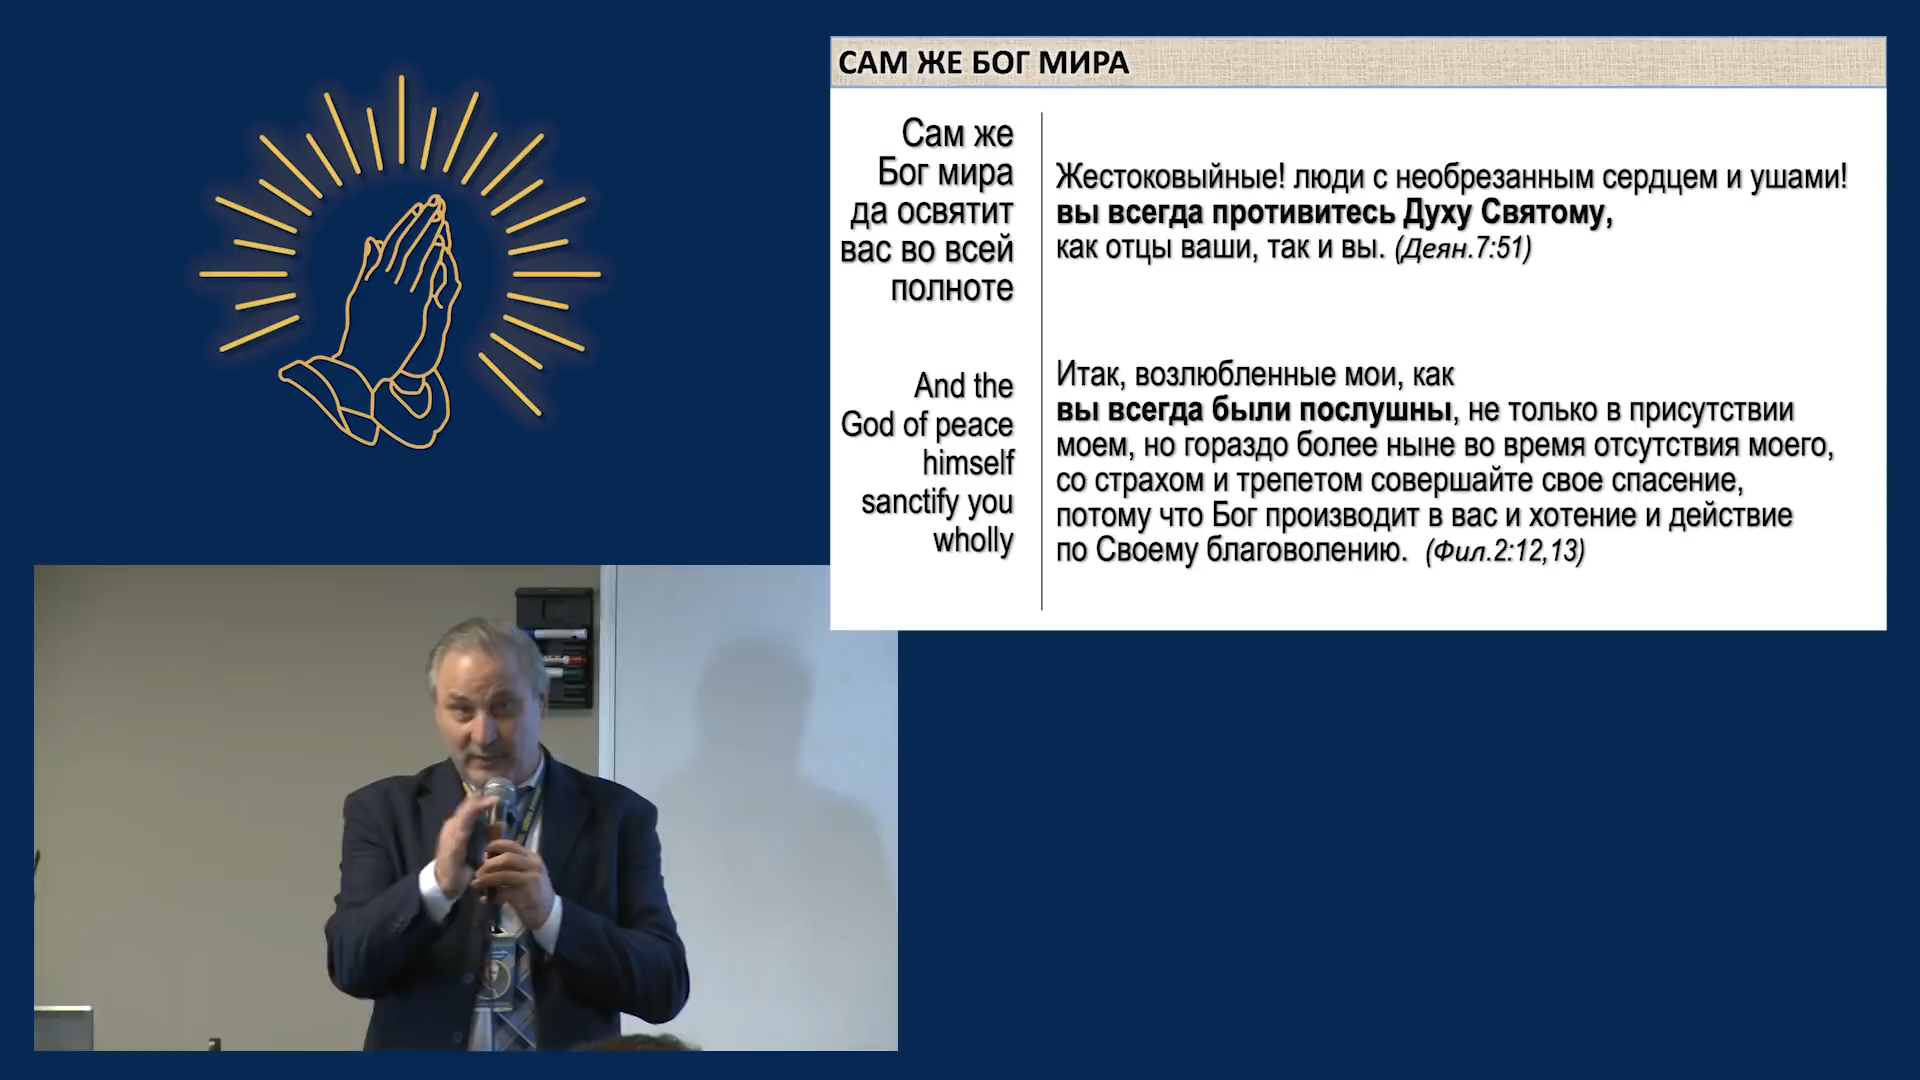 САМ ЖЕ БОГ МИРА
Сам же
Бог мира
да освятит
вас во всей
полноте
And the
God of peace
himself
sanctify you
wholly
Жестоковыйные! люди с необрезанным сердцем и ушами!
вы всегда противитесь Духу Святому,
как отцы ваши, так и вы. (Деян.7:51)
Итак, возлюбленные мои, как
вы всегда были послушны, не только в присутствии
моем, но гораздо более ныне во время отсутствия моего,
со страхом и трепетом совершайте свое спасение,
потому что Бог производит в вас и хотение и действие
по Своему благоволению. (Фил.2:12,13)